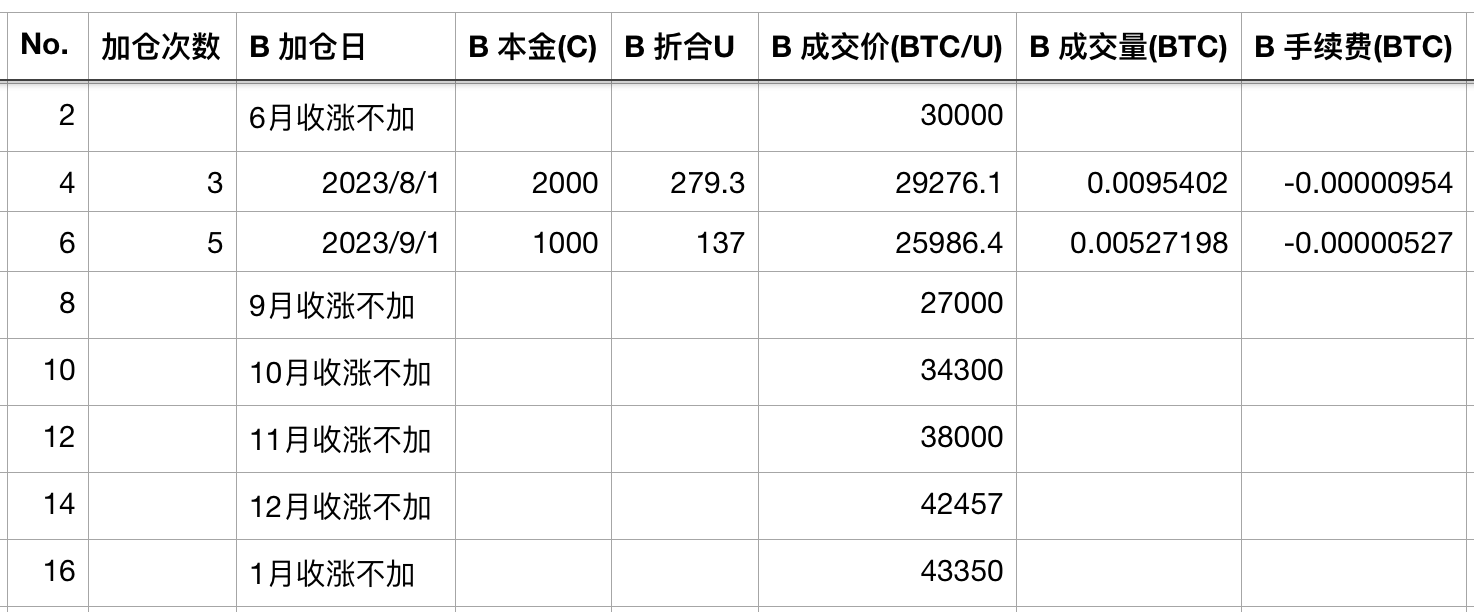 No. 加仓次数 B 加仓日 B 本金(C) B 折合U B 成交价(BTC/U) B 成交量(BTC) B 手续费(BTC)
2 6月收涨不加 30000
4 3 2023/8/1 2000 279.3 29276.1 0.0095402 -0.00000954
6 5 2023/9/1 1000 137 25986.4 0.00527198 -0.00000527
8 9月收涨不加 27000
10 10月收涨不加 34300
12 11月收涨不加 38000
14 12月收涨不加 42457
16 1月收涨不加 43350